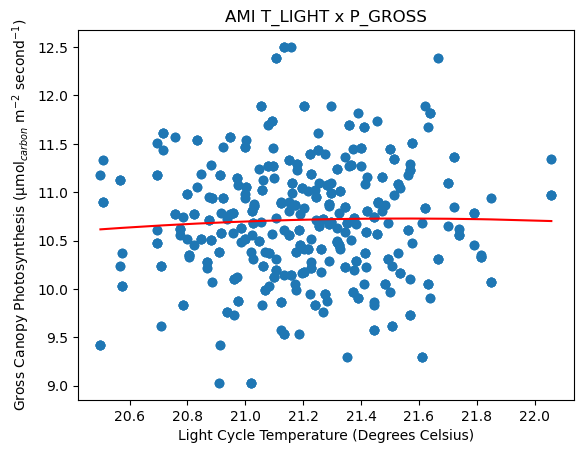 AMI T_LIGHT x P_GROSS
Gross Canopy Photosynthesis (μmol$_{carbon}$ m$^{-2}$ second$^{-1}$)
12.5
12.0
11.5
11.0
10.5
10.0
9.5
9.0
20.6 20.8 21.0 21.2 21.4 21.6 21.8 22.0
Light Cycle Temperature (Degrees Celsius)